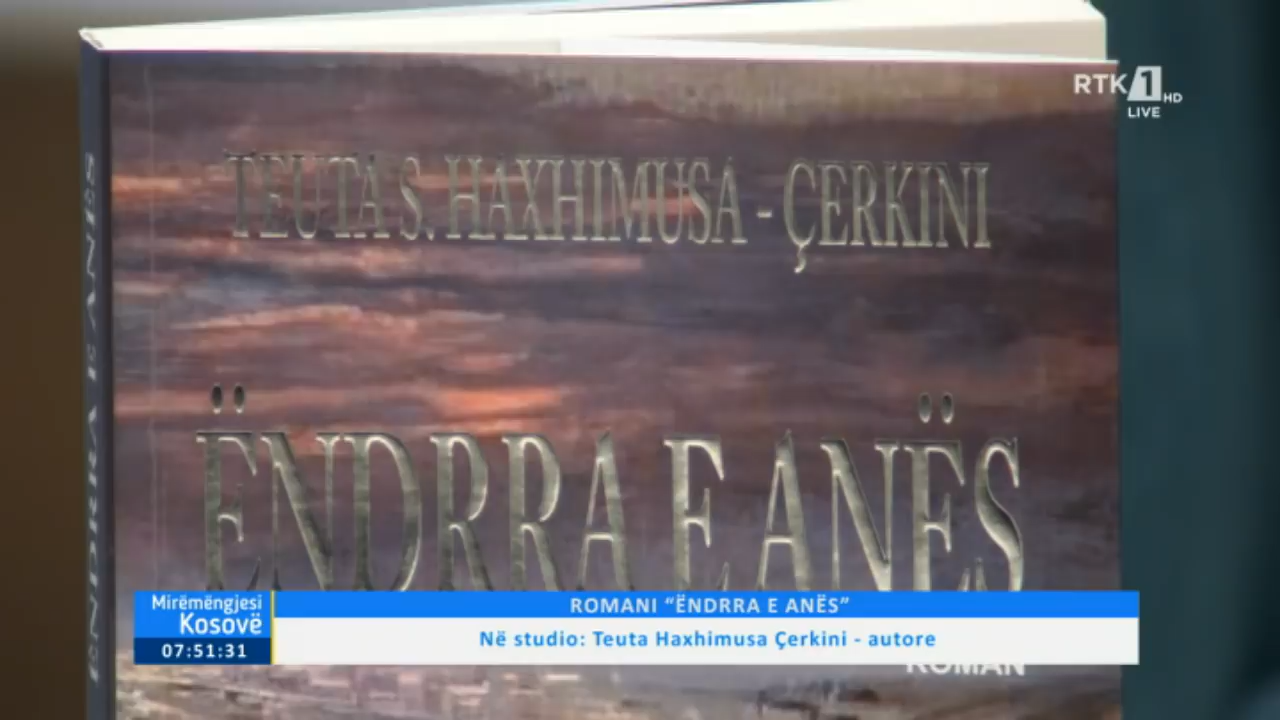 RTK 1 HD
LIVE
TEUTA S. HAXHIMUSA - ÇERKINI
ËNDRRA E ANËS
ËNDRRA E ANËS
Mirëmëngjesi
Kosovë
07:51:31
ROMANI “ËNDRRA E ANËS”
Në studio: Teuta Haxhimusa Çerkini - autore
ROMAN